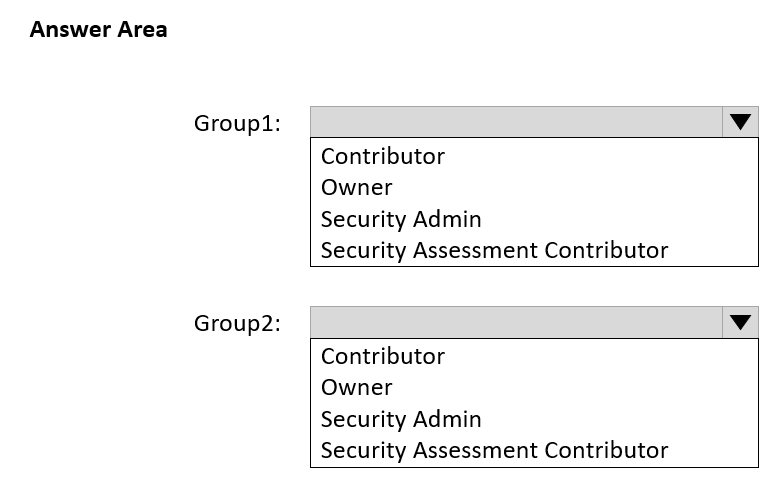 Answer Area
Group1:
Contributor
Owner
Security Admin
Security Assessment Contributor
Group2:
Contributor
Owner
Security Admin
Security Assessment Contributor